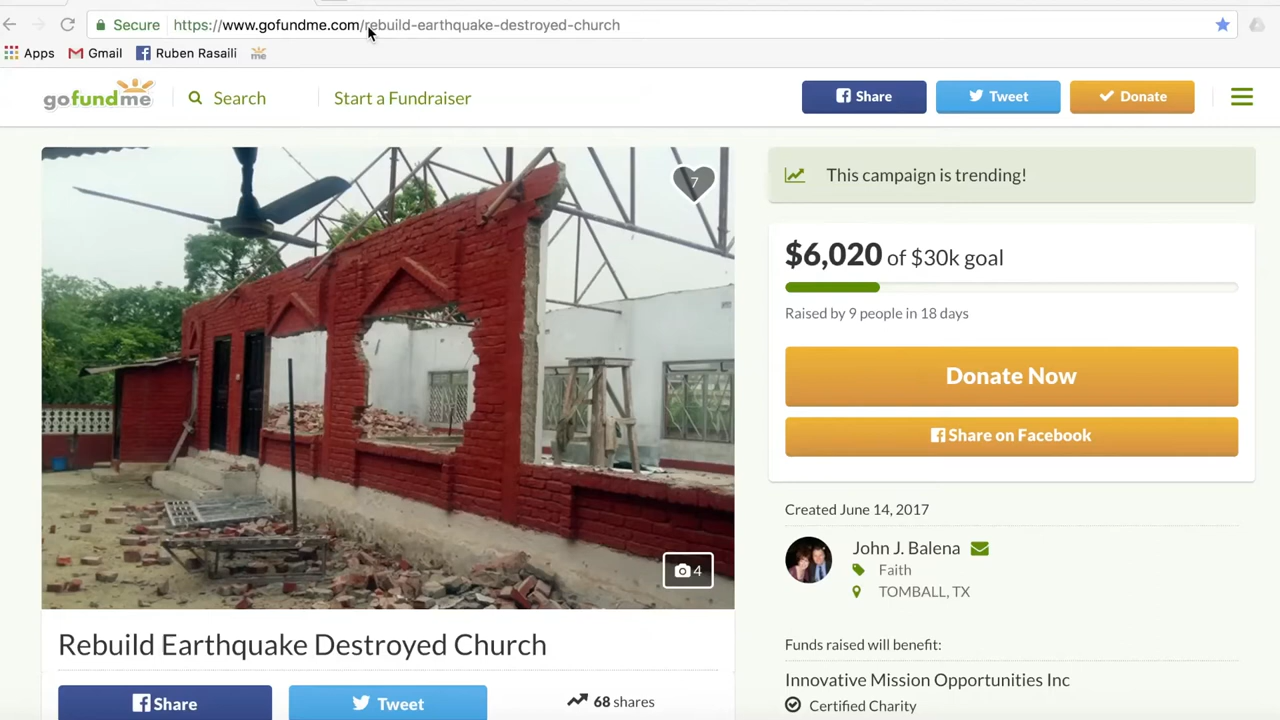 Secure https://www.gofundme.com/rebuild-earthquake-destroyed-church
Apps Gmail Ruben Rasaili me
gofundme Search Start a Fundraiser Share Tweet Donate
7
This campaign is trending!
$6,020 of $30k goal
Raised by 9 people in 18 days
Donate Now
Share on Facebook
Created June 14, 2017
John J. Balena
Faith
TOMBALL, TX
4
Funds raised will benefit:
Innovative Mission Opportunities Inc
Certified Charity
Rebuild Earthquake Destroyed Church
Share Tweet 68 shares